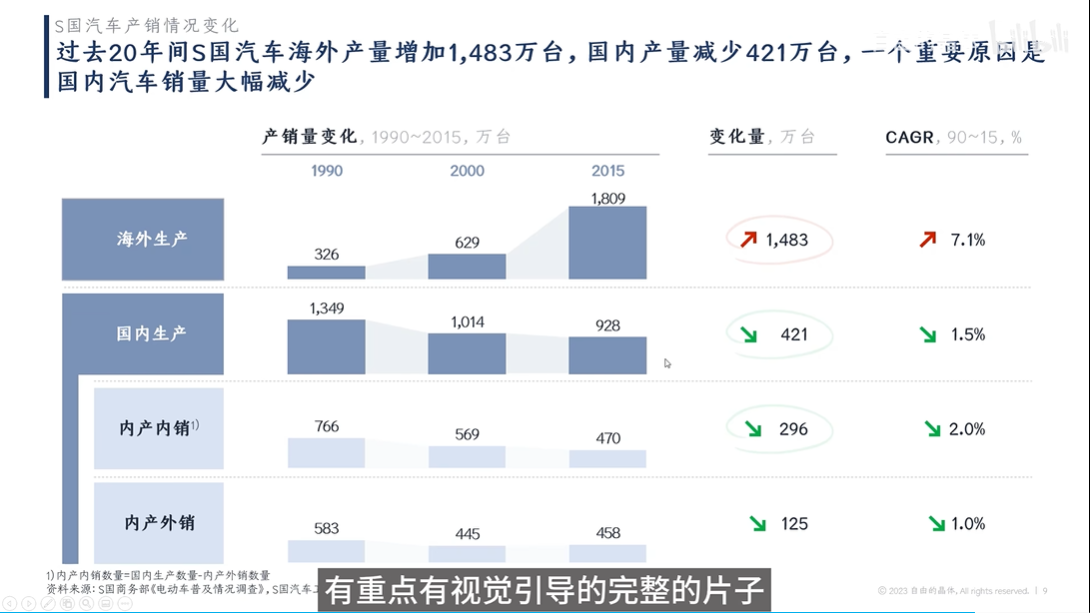 S国汽车产销情况变化
过去20年间S国汽车海外产量增加1,483万台，国内产量减少421万台，一个重要原因是
国内汽车销量大幅减少
bilibili
产销量变化, 1990~2015, 万台
变化量, 万台
CAGR, 90~15, %
1990 2000 2015
海外生产 326 629 1,809 1,483 7.1%
国内生产 1,349 1,014 928 421 1.5%
内产内销1) 766 569 470 296 2.0%
内产外销 583 445 458 125 1.0%
1)内产内销数量=国内生产数量-内产外销数量
资料来源: S国商务部《电动车普及情况调查》, S国汽车
© 2023 自由的晶体, All rights reserved. | 9
有重点有视觉引导的完整的片子